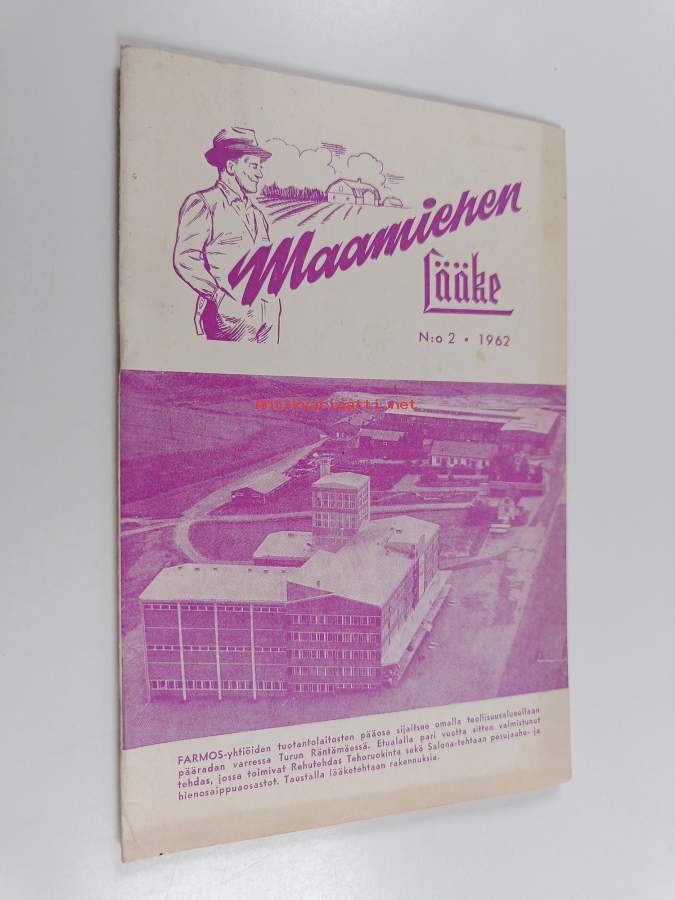 Maamiehen
Lääke
N:o 2 • 1962
Antikvariaatti.net
FARMOS-yhtiöiden tuotantolaitosten pääosa sijaitsee omalla teollisuusalueellaan
pääradan varressa Turun Räntämäessä. Etualalla pari vuotta sitten valmistunut
tehdas, jossa toimivat Rehutehdas Tehoruokinta sekä Salona-tehtaan pesujauhe- ja
hienosaippuaosastot. Taustalla lääketehtaan rakennuksia.